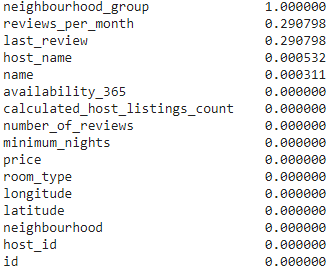 neighbourhood_group 1.000000
reviews_per_month 0.290798
last_review 0.290798
host_name 0.000532
name 0.000311
availability_365 0.000000
calculated_host_listings_count 0.000000
number_of_reviews 0.000000
minimum_nights 0.000000
price 0.000000
room_type 0.000000
longitude 0.000000
latitude 0.000000
neighbourhood 0.000000
host_id 0.000000
id 0.000000